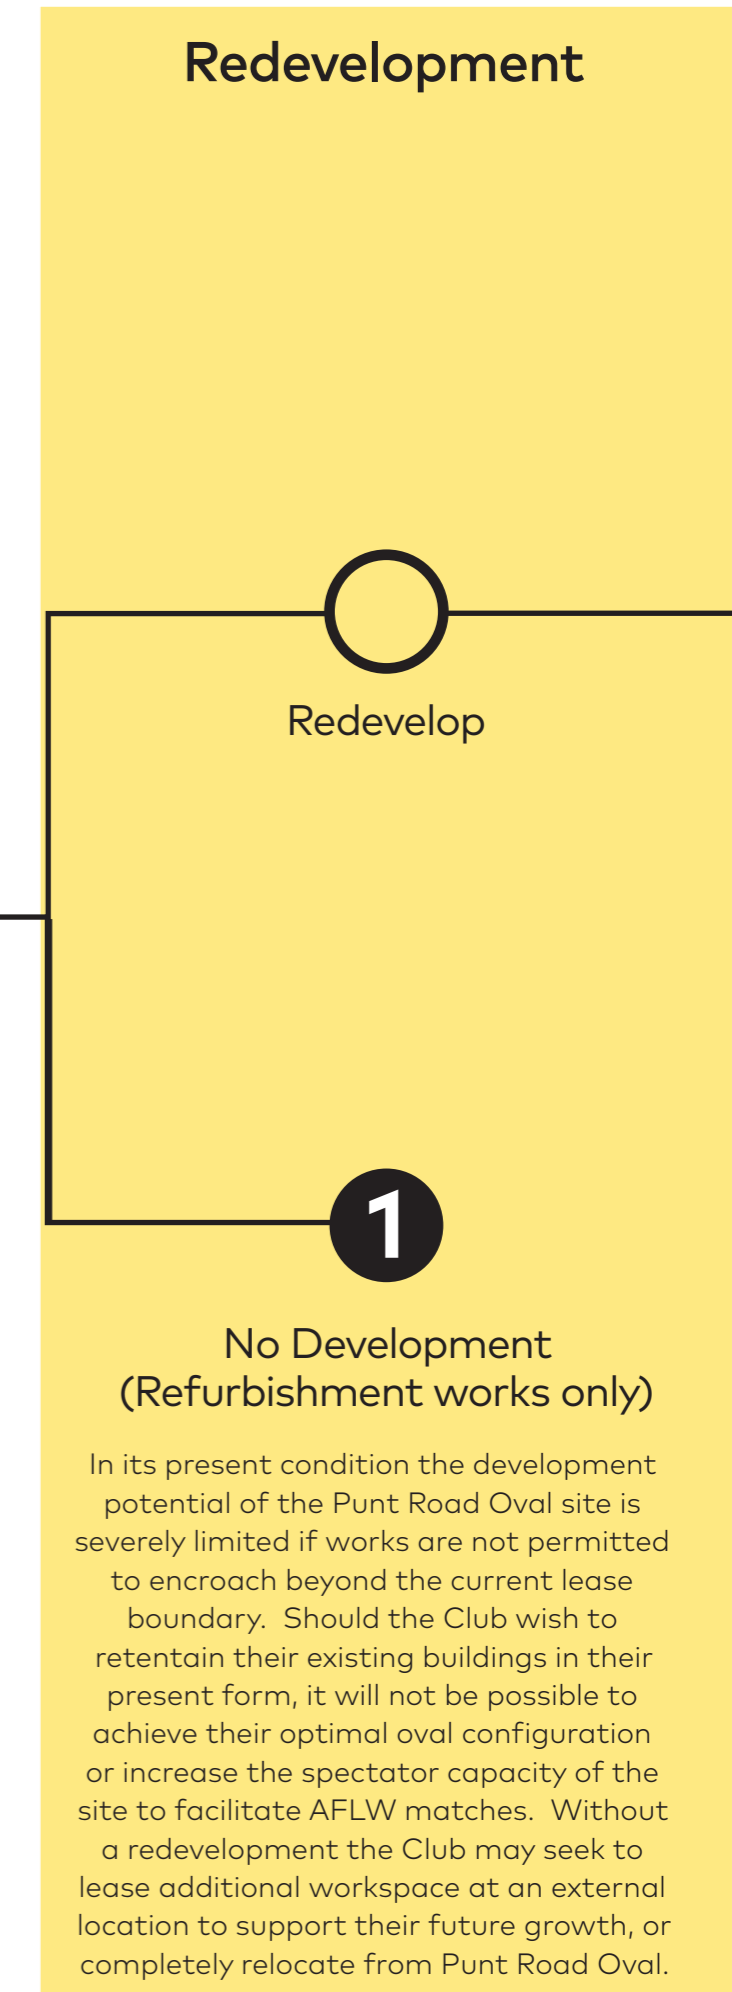 Redevelopment
Redevelop
1
No Development
(Refurbishment works only)
In its present condition the development
potential of the Punt Road Oval site is
severely limited if works are not permitted
to encroach beyond the current lease
boundary.  Should the Club wish to
retentain their existing buildings in their
present form, it will not be possible to
achieve their optimal oval configuration
or increase the spectator capacity of the
site to facilitate AFLW matches.  Without
a redevelopment the Club may seek to
lease additional workspace at an external
location to support their future growth, or
completely relocate from Punt Road Oval.